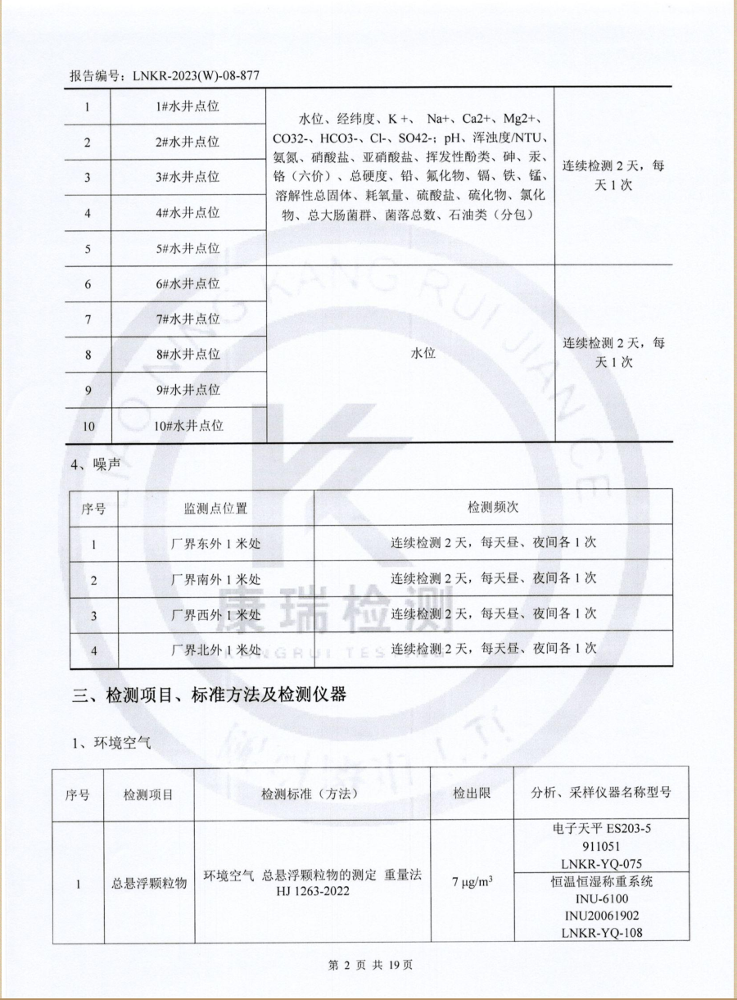 报告编号：LNKR-2023(W)-08-877
1 1#水井点位
2 2#水井点位
3 3#水井点位
4 4#水井点位
5 5#水井点位
水位、经纬度、K +、 Na+、Ca2+、Mg2+、
CO32-、HCO3-、Cl-、SO42-；pH、浑浊度/NTU、
氨氮、硝酸盐、亚硝酸盐、挥发性酚类、砷、汞、
铬（六价）、总硬度、铅、氟化物、镉、铁、锰、
溶解性总固体、耗氧量、硫酸盐、硫化物、氯化
物、总大肠菌群、菌落总数、石油类（分包）
连续检测 2 天，每
天 1 次
6 6#水井点位
7 7#水井点位
8 8#水井点位
9 9#水井点位
10 10#水井点位
水位
连续检测 2 天，每
天 1 次
4、噪声
序号 监测点位置 检测频次
1 厂界东外 1 米处 连续检测 2 天，每天昼、夜间各 1 次
2 厂界南外 1 米处 连续检测 2 天，每天昼、夜间各 1 次
3 厂界西外 1 米处 连续检测 2 天，每天昼、夜间各 1 次
4 厂界北外 1 米处 连续检测 2 天，每天昼、夜间各 1 次
三、检测项目、标准方法及检测仪器
1、环境空气
序号 检测项目 检测标准（方法） 检出限 分析、采样仪器名称型号
1 总悬浮颗粒物
环境空气 总悬浮颗粒物的测定 重量法
HJ 1263-2022
7 μg/m³
电子天平 ES203-5
911051
LNKR-YQ-075
恒温恒湿称重系统
INU-6100
INU20061902
LNKR-YQ-108
第 2 页 共 19 页
LIAO NING KANG RUI JIAN CE
康瑞检测
KANGRUI TESTING